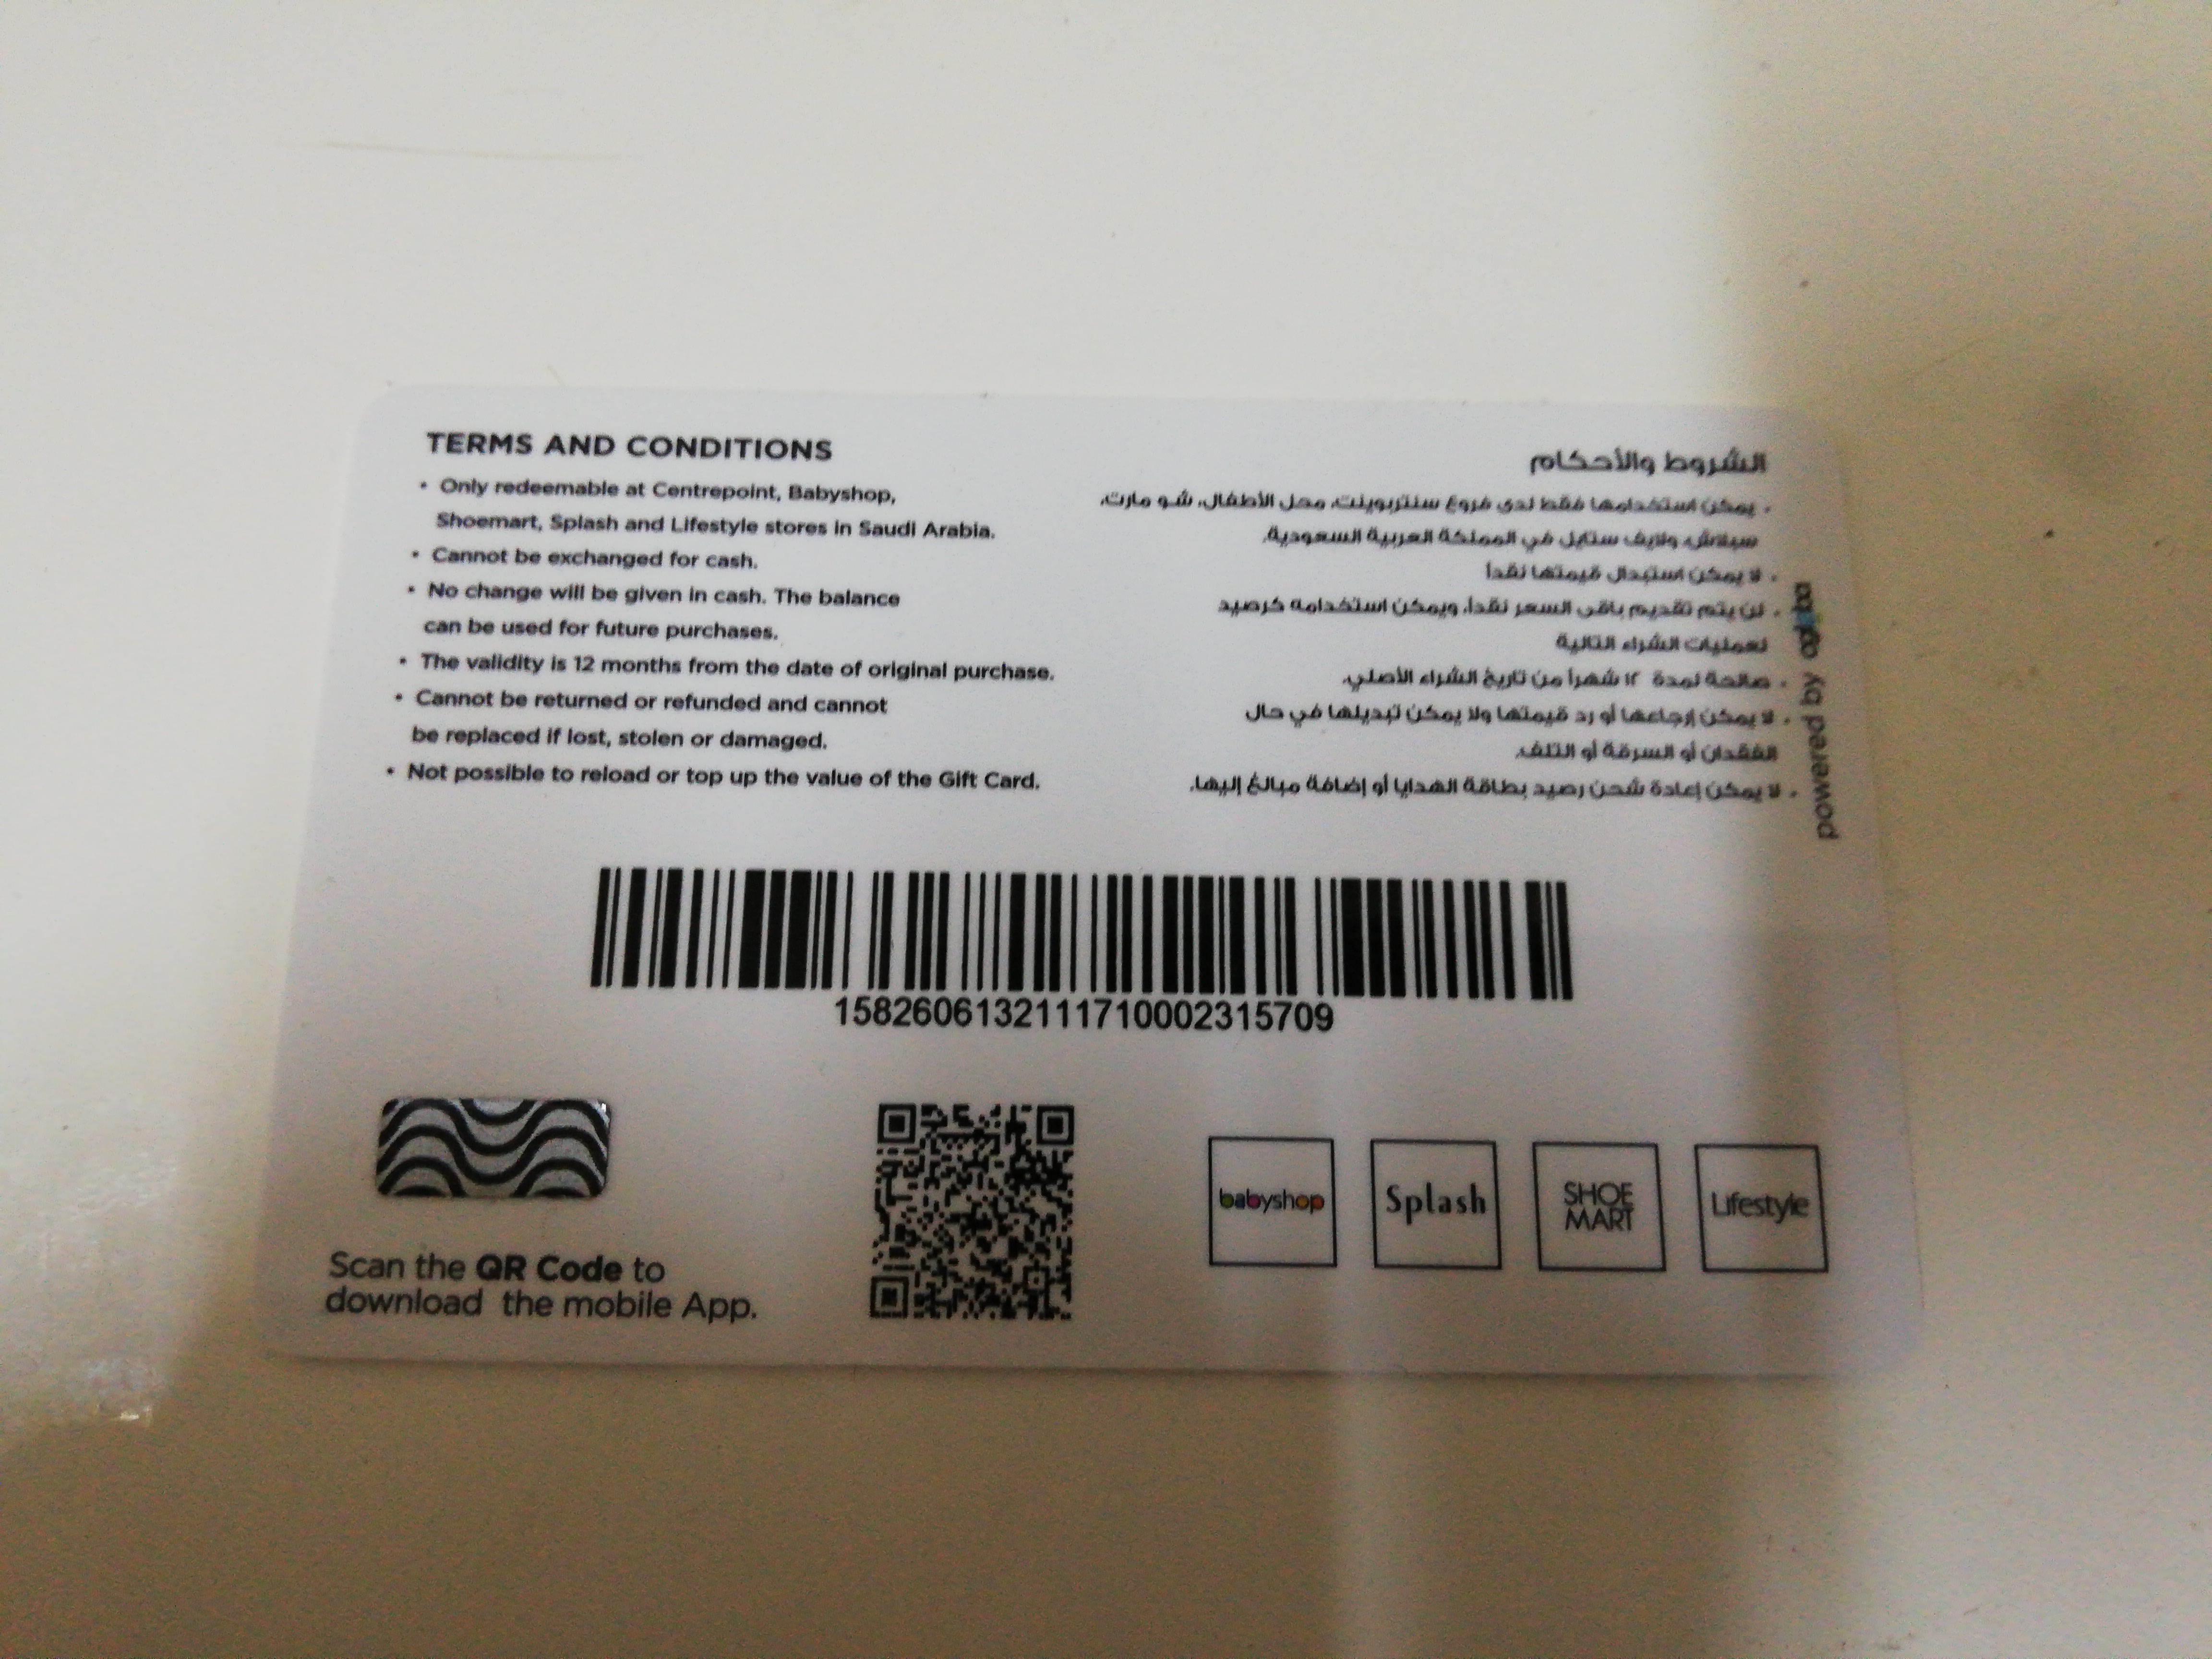 TERMS AND CONDITIONS
• Only redeemable at Centrepoint, Babyshop,
Shoemart, Splash and Lifestyle stores in Saudi Arabia.
• Cannot be exchanged for cash.
• No change will be given in cash. The balance
can be used for future purchases.
• The validity is 12 months from the date of original purchase.
• Cannot be returned or refunded and cannot
be replaced if lost, stolen or damaged.
• Not possible to reload or top up the value of the Gift Card.
الشروط والأحكام
• يمكن استخدامها فقط لدى فروع سنتربوينت، محل الأطفال، شو مارت،
سبلاش، ولايف ستايل في المملكة العربية السعودية.
• لا يمكن استبدال قيمتها نقداً
• لن يتم تقديم باقي السعر نقداً، ويمكن استخدامه كرصيد
لعمليات الشراء التالية
• صالحة لمدة ١٢ شهراً من تاريخ الشراء الأصلي.
• لا يمكن إرجاعها أو رد قيمتها ولا يمكن تبديلها في حال
الفقدان أو السرقة أو التلف.
• لا يمكن إعادة شحن رصيد بطاقة الهدايا أو إضافة مبالغ إليها.
powered by
1582606132111710002315709
Scan the QR Code to
download the mobile App.
babyshop
Splash
SHOE
MART
Lifestyle